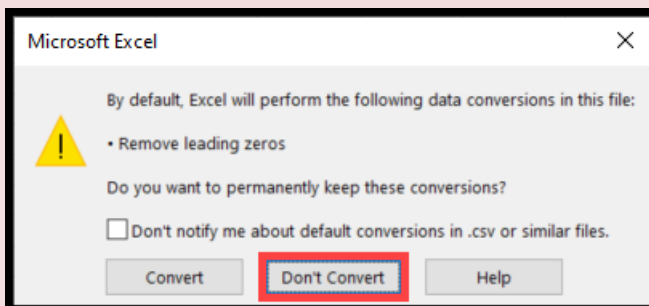 Microsoft Excel
By default, Excel will perform the following data conversions in this file:
• Remove leading zeros
Do you want to permanently keep these conversions?
Don't notify me about default conversions in .csv or similar files.
Convert Don't Convert Help